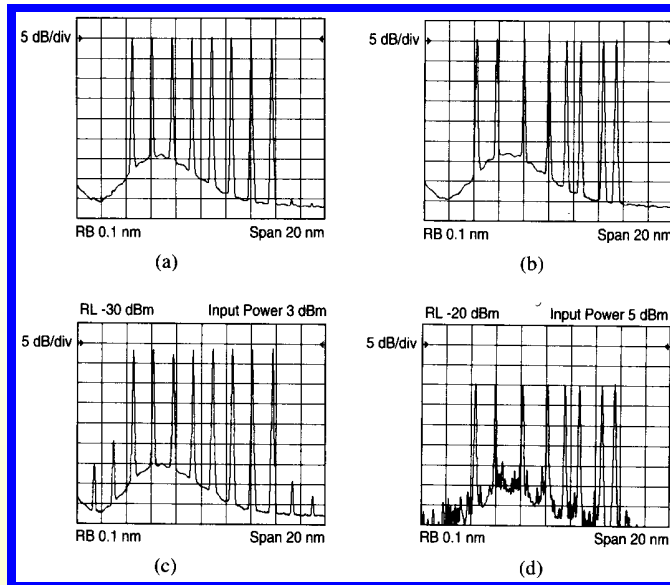 5 dB/div
RB 0.1 nm Span 20 nm
(a)
5 dB/div
RB 0.1 nm Span 20 nm
(b)
RL -30 dBm Input Power 3 dBm
5 dB/div
RB 0.1 nm Span 20 nm
(c)
RL -20 dBm Input Power 5 dBm
5 dB/div
RB 0.1 nm Span 20 nm
(d)